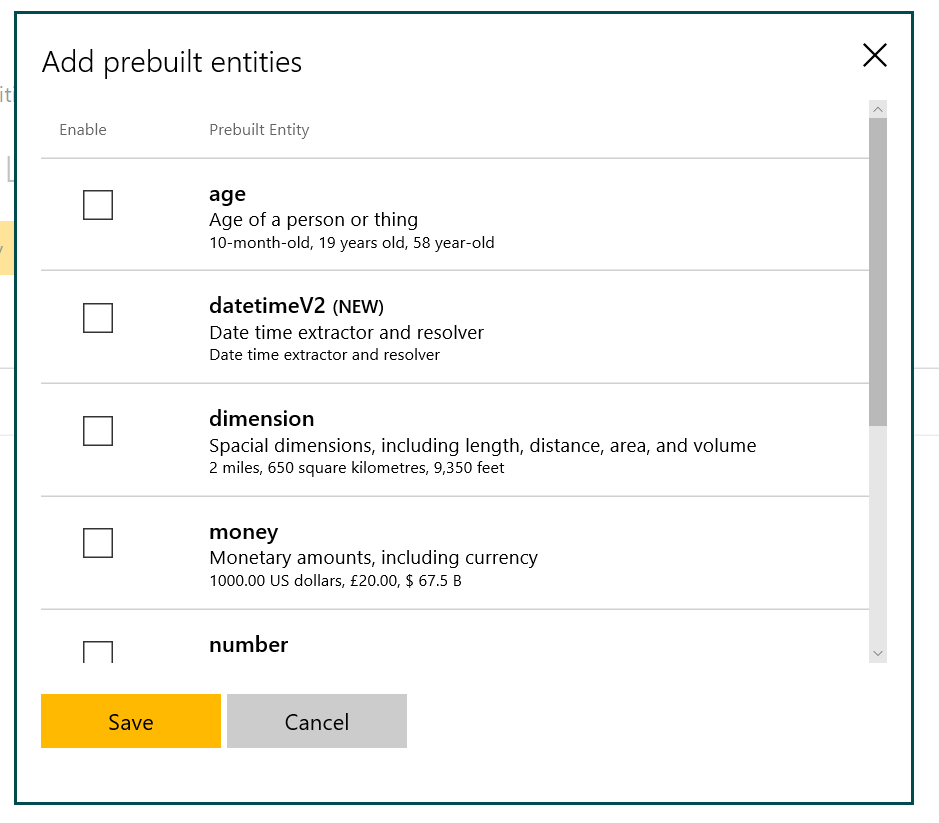 Add prebuilt entities
Enable Prebuilt Entity
age
Age of a person or thing
10-month-old, 19 years old, 58 year-old
datetimeV2 (NEW)
Date time extractor and resolver
Date time extractor and resolver
dimension
Spacial dimensions, including length, distance, area, and volume
2 miles, 650 square kilometres, 9,350 feet
money
Monetary amounts, including currency
1000.00 US dollars, £20.00, $ 67.5 B
number
Save Cancel